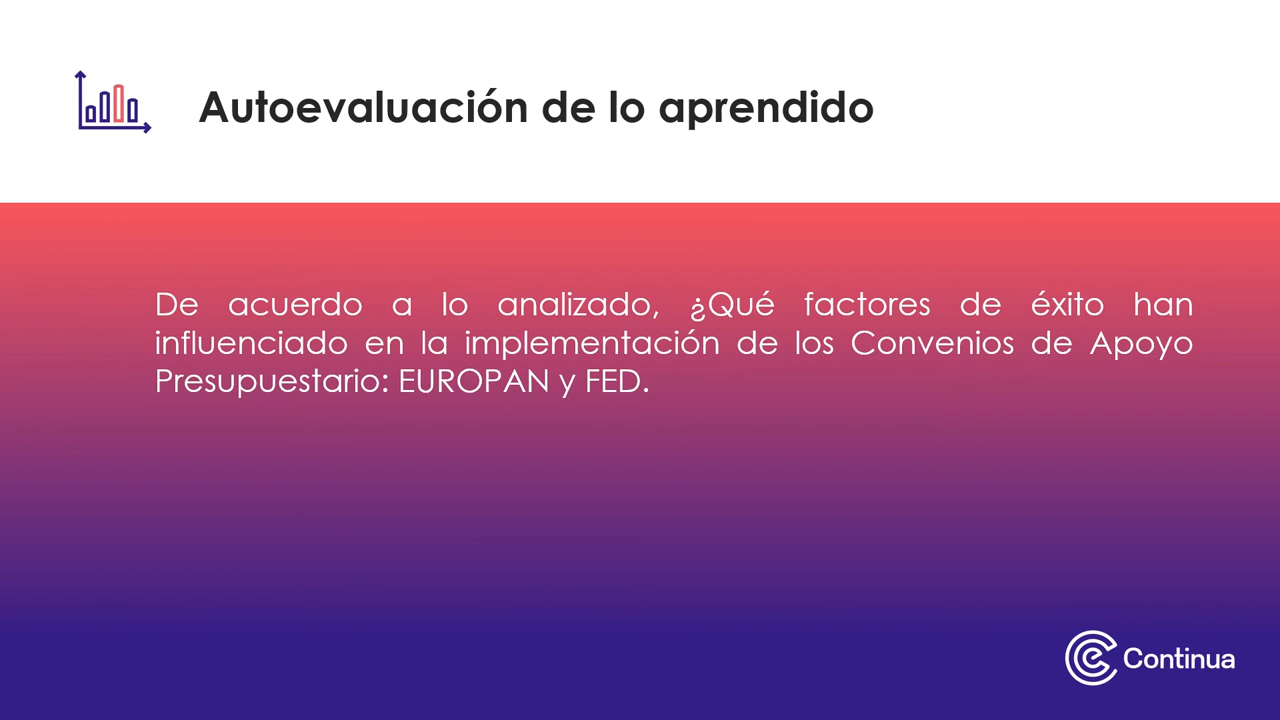 Autoevaluación de lo aprendido
De acuerdo a lo analizado, ¿Qué factores de éxito han
influenciado en la implementación de los Convenios de Apoyo
Presupuestario: EUROPAN y FED.
Continua